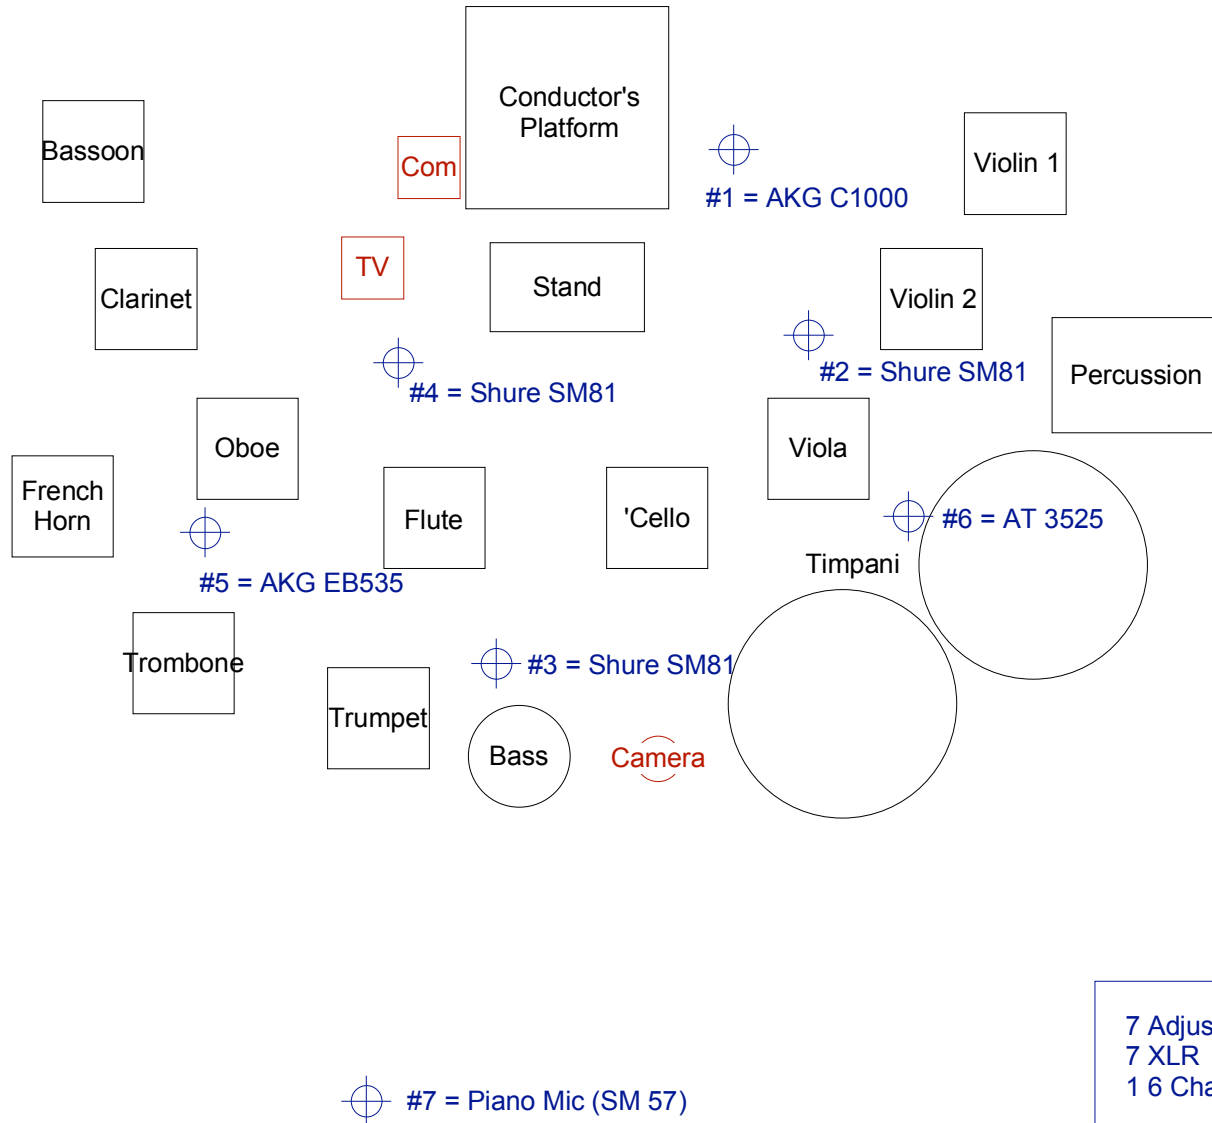 Conductor's
Platform
Bassoon
Com
Violin 1
#1 = AKG C1000
TV
Stand
Clarinet
Violin 2
#2 = Shure SM81
Percussion
#4 = Shure SM81
Oboe
Viola
French
Horn
Flute
'Cello
#6 = AT 3525
Timpani
#5 = AKG EB535
Trombone
#3 = Shure SM81
Trumpet
Bass
Camera
7 Adjus
7 XLR
1 6 Cha
#7 = Piano Mic (SM 57)